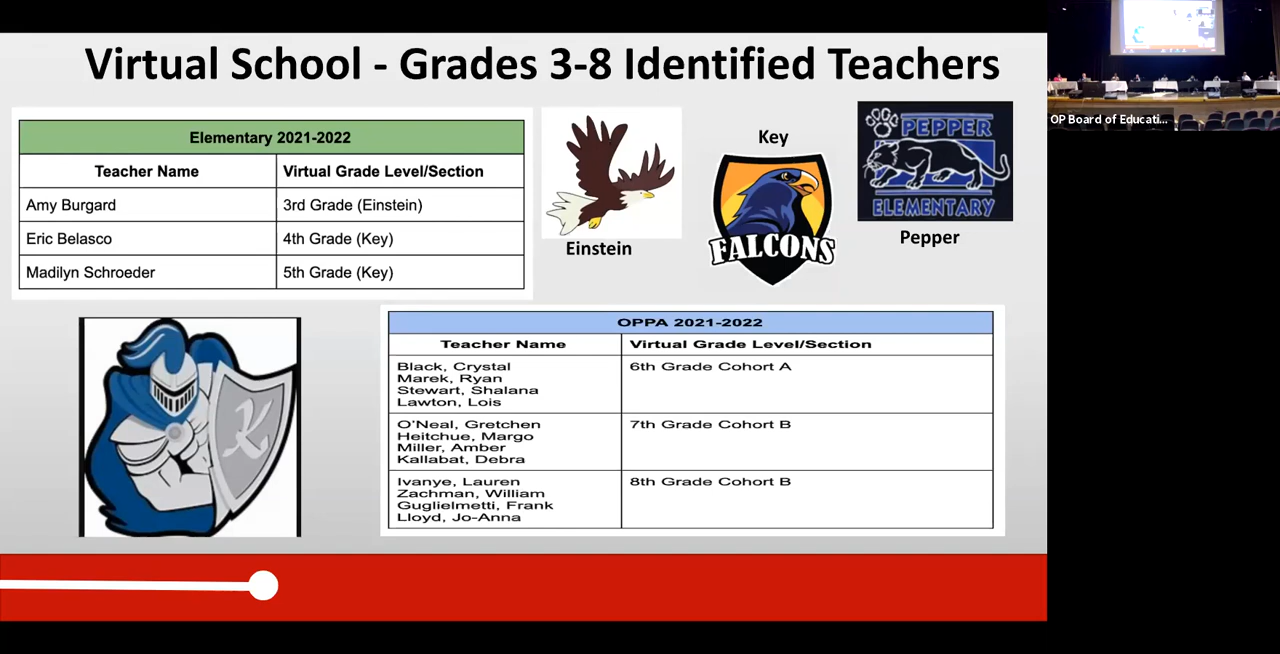 Virtual School - Grades 3-8 Identified Teachers
OP Board of Educati...
Elementary 2021-2022
Teacher Name Virtual Grade Level/Section
Amy Burgard 3rd Grade (Einstein)
Eric Belasco 4th Grade (Key)
Madilyn Schroeder 5th Grade (Key)
Einstein
Key
FALCONS
PEPPER
ELEMENTARY
Pepper
K
OPPA 2021-2022
Teacher Name Virtual Grade Level/Section
Black, Crystal 6th Grade Cohort A
Marek, Ryan
Stewart, Shalana
Lawton, Lois
O'Neal, Gretchen 7th Grade Cohort B
Heitchue, Margo
Miller, Amber
Kallabat, Debra
Ivanye, Lauren 8th Grade Cohort B
Zachman, William
Guglielmetti, Frank
Lloyd, Jo-Anna